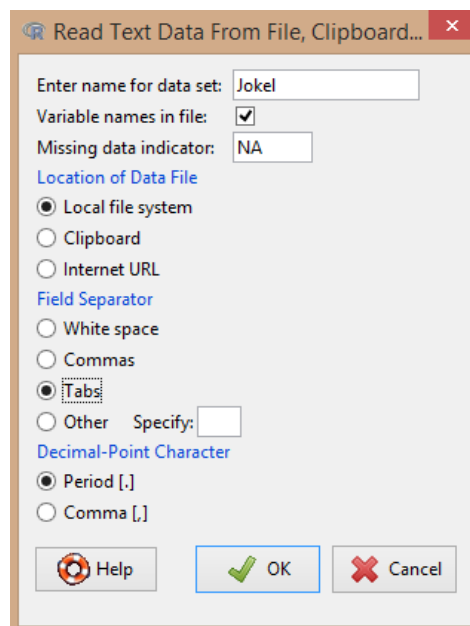 Read Text Data From File, Clipboard...
Enter name for data set: Jokel
Variable names in file:
Missing data indicator: NA
Location of Data File
Local file system
Clipboard
Internet URL
Field Separator
White space
Commas
Tabs
Other Specify:
Decimal-Point Character
Period [.]
Comma [,]
Help OK Cancel